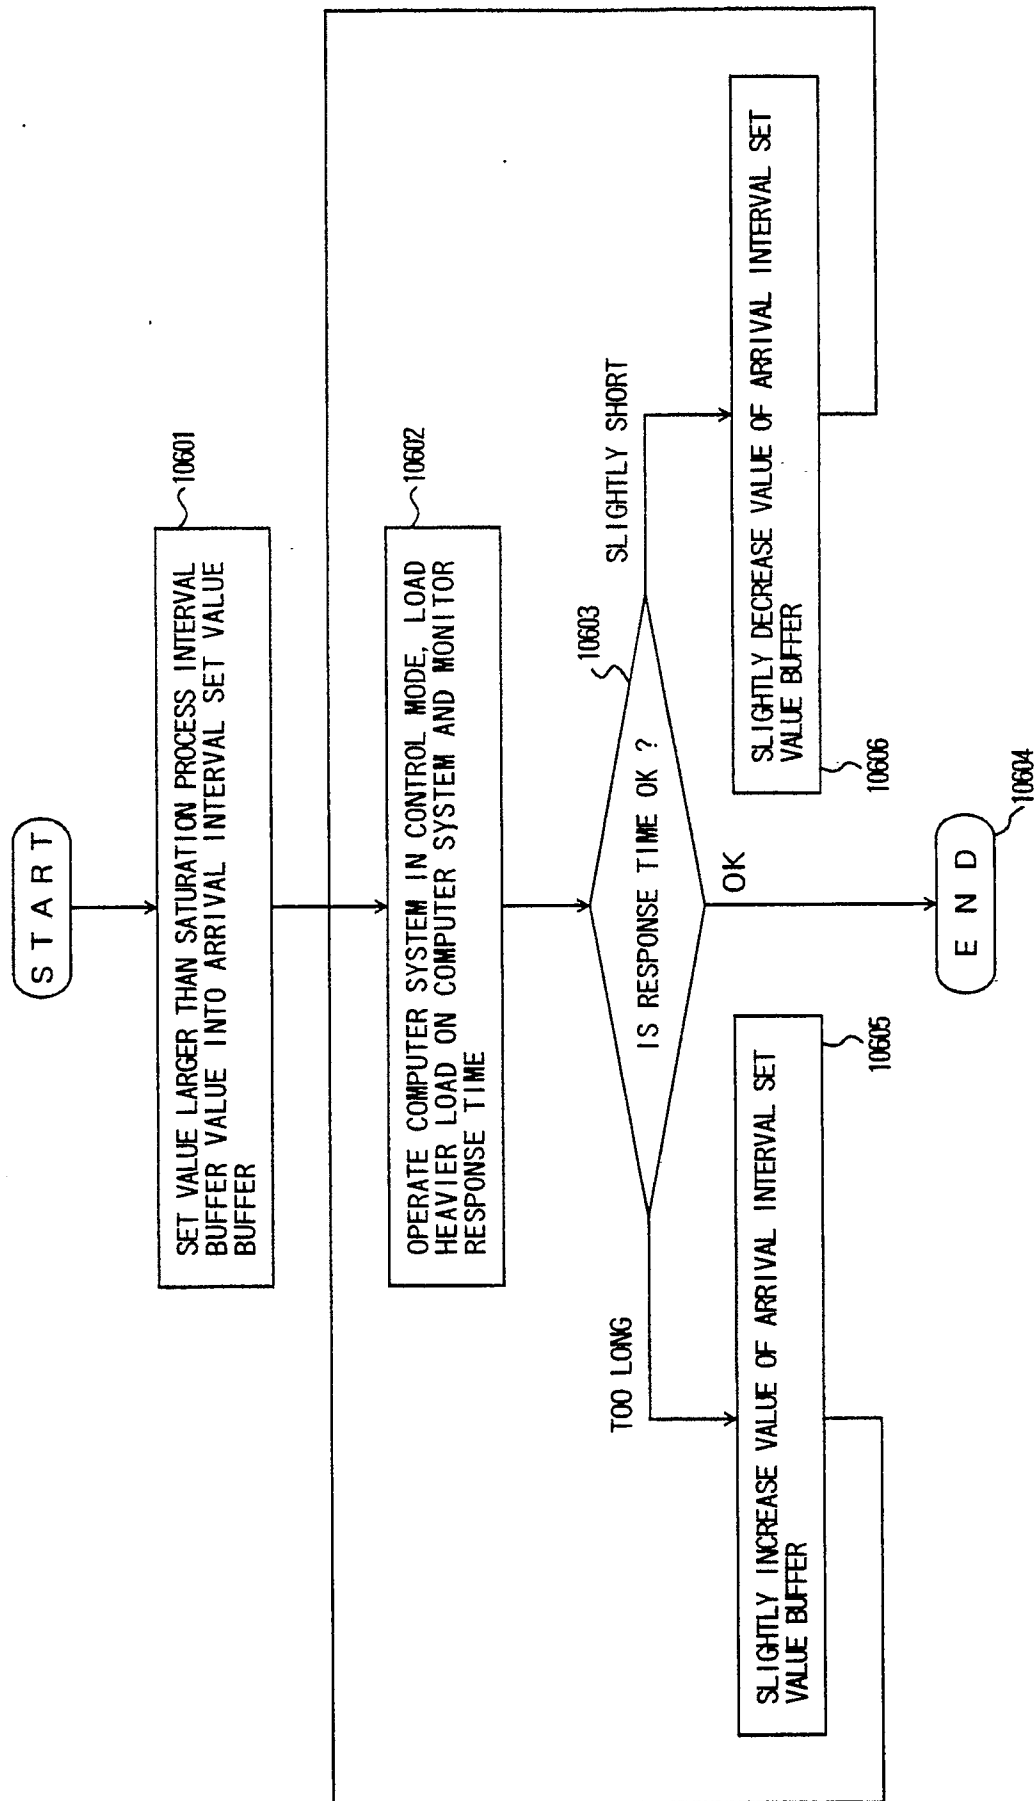 START
SET VALUE LARGER THAN SATURATION PROCESS INTERVAL
BUFFER VALUE INTO ARRIVAL INTERVAL SET VALUE
BUFFER
10601
OPERATE COMPUTER SYSTEM IN CONTROL MODE, LOAD
HEAVIER LOAD ON COMPUTER SYSTEM AND MONITOR
RESPONSE TIME
10602
IS RESPONSE TIME OK ?
10603
TOO LONG
SLIGHTLY SHORT
OK
SLIGHTLY INCREASE VALUE OF ARRIVAL INTERVAL SET
VALUE BUFFER
10605
SLIGHTLY DECREASE VALUE OF ARRIVAL INTERVAL SET
VALUE BUFFER
10606
END
10604